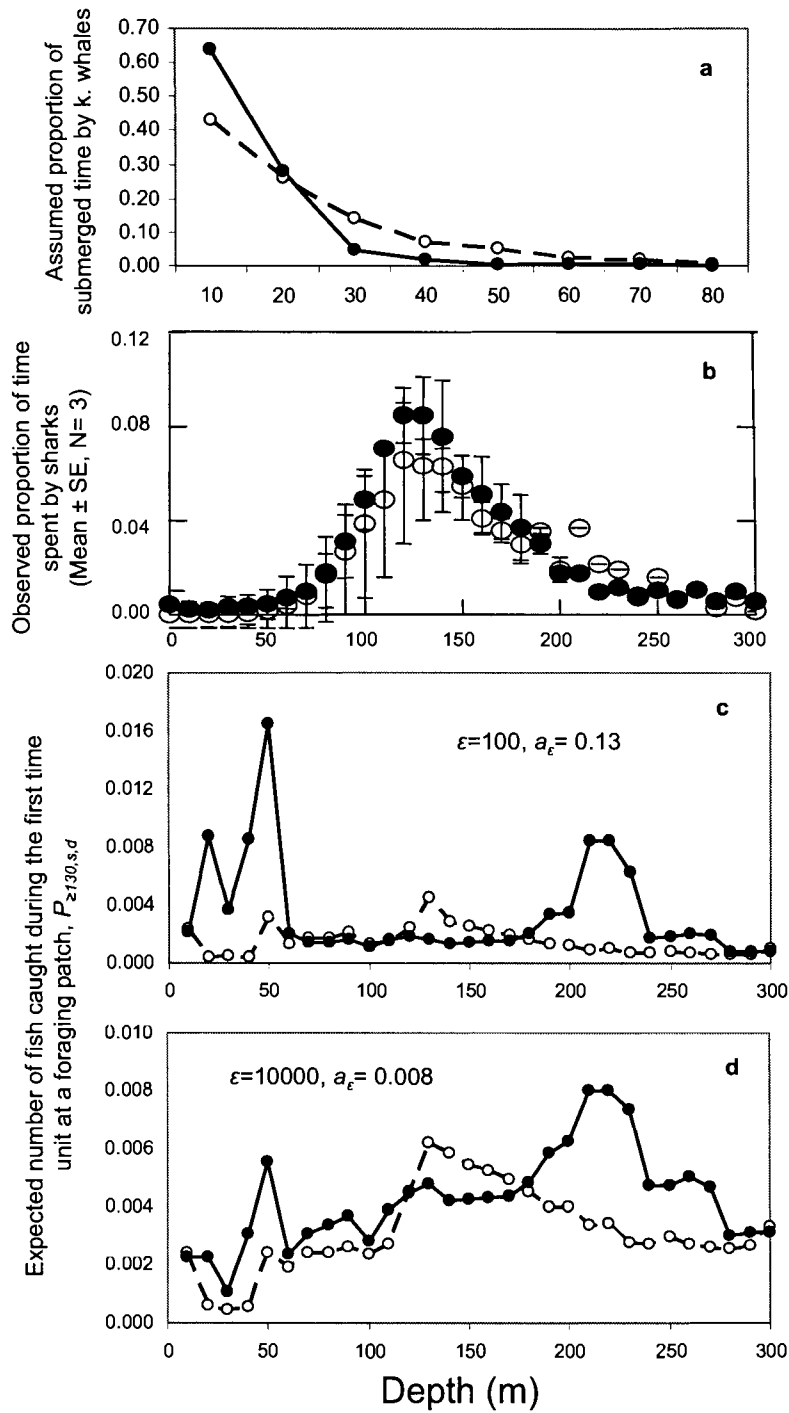 Assumed proportion of
submerged time by k. whales
0.70
0.60
0.50
0.40
0.30
0.20
0.10
0.00
a
10 20 30 40 50 60 70 80
Observed proportion of time
spent by sharks
(Mean ± SE, N= 3)
0.12
0.08
0.04
0.00
b
0 50 100 150 200 250 300
Expected number of fish caught during the first time
unit at a foraging patch, P≥130,s,d
0.020
0.016
0.012
0.008
0.004
0.000
c
ε=100, aε= 0.13
0 50 100 150 200 250 300
0.010
0.008
0.006
0.004
0.002
0.000
d
ε=10000, aε= 0.008
0 50 100 150 200 250 300
Depth (m)